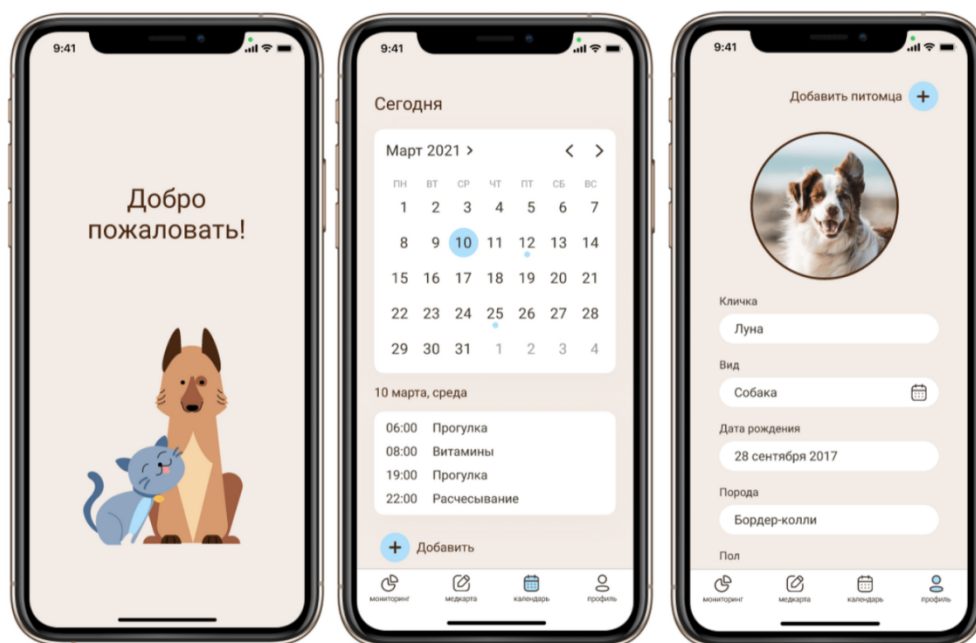 9:41
Добро
пожаловать!
9:41
Сегодня
Март 2021
ПН ВТ СР ЧТ ПТ СБ ВС
1 2 3 4 5 6 7
8 9 10 11 12 13 14
15 16 17 18 19 20 21
22 23 24 25 26 27 28
29 30 31 1 2 3 4
10 марта, среда
06:00 Прогулка
08:00 Витамины
19:00 Прогулка
22:00 Расчесывание
Добавить
мониторинг медкарта календарь профиль
9:41
Добавить питомца
Кличка
Луна
Вид
Собака
Дата рождения
28 сентября 2017
Порода
Бордер-колли
Пол
мониторинг медкарта календарь профиль